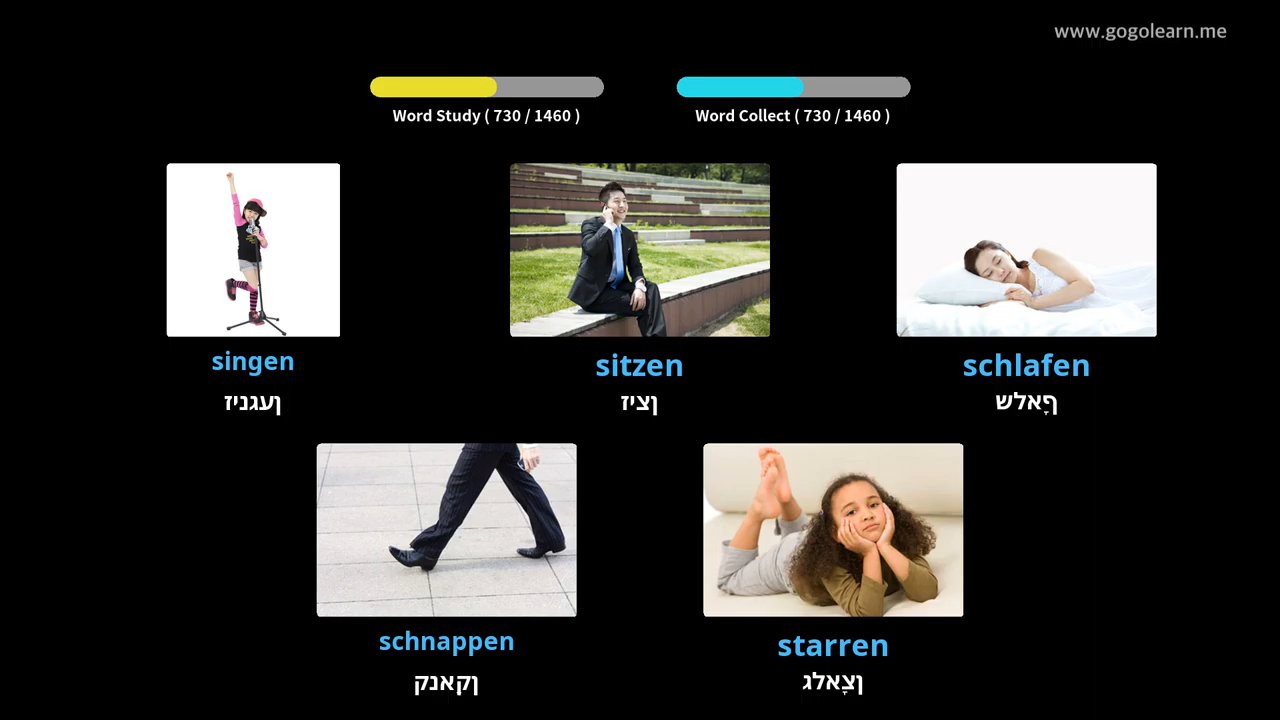 www.gogolearn.me
Word Study ( 730 / 1460 )
Word Collect ( 730 / 1460 )
singen
זינגען
sitzen
זיצן
schlafen
שלאָף
schnappen
קנאקן
starren
גלאָצן